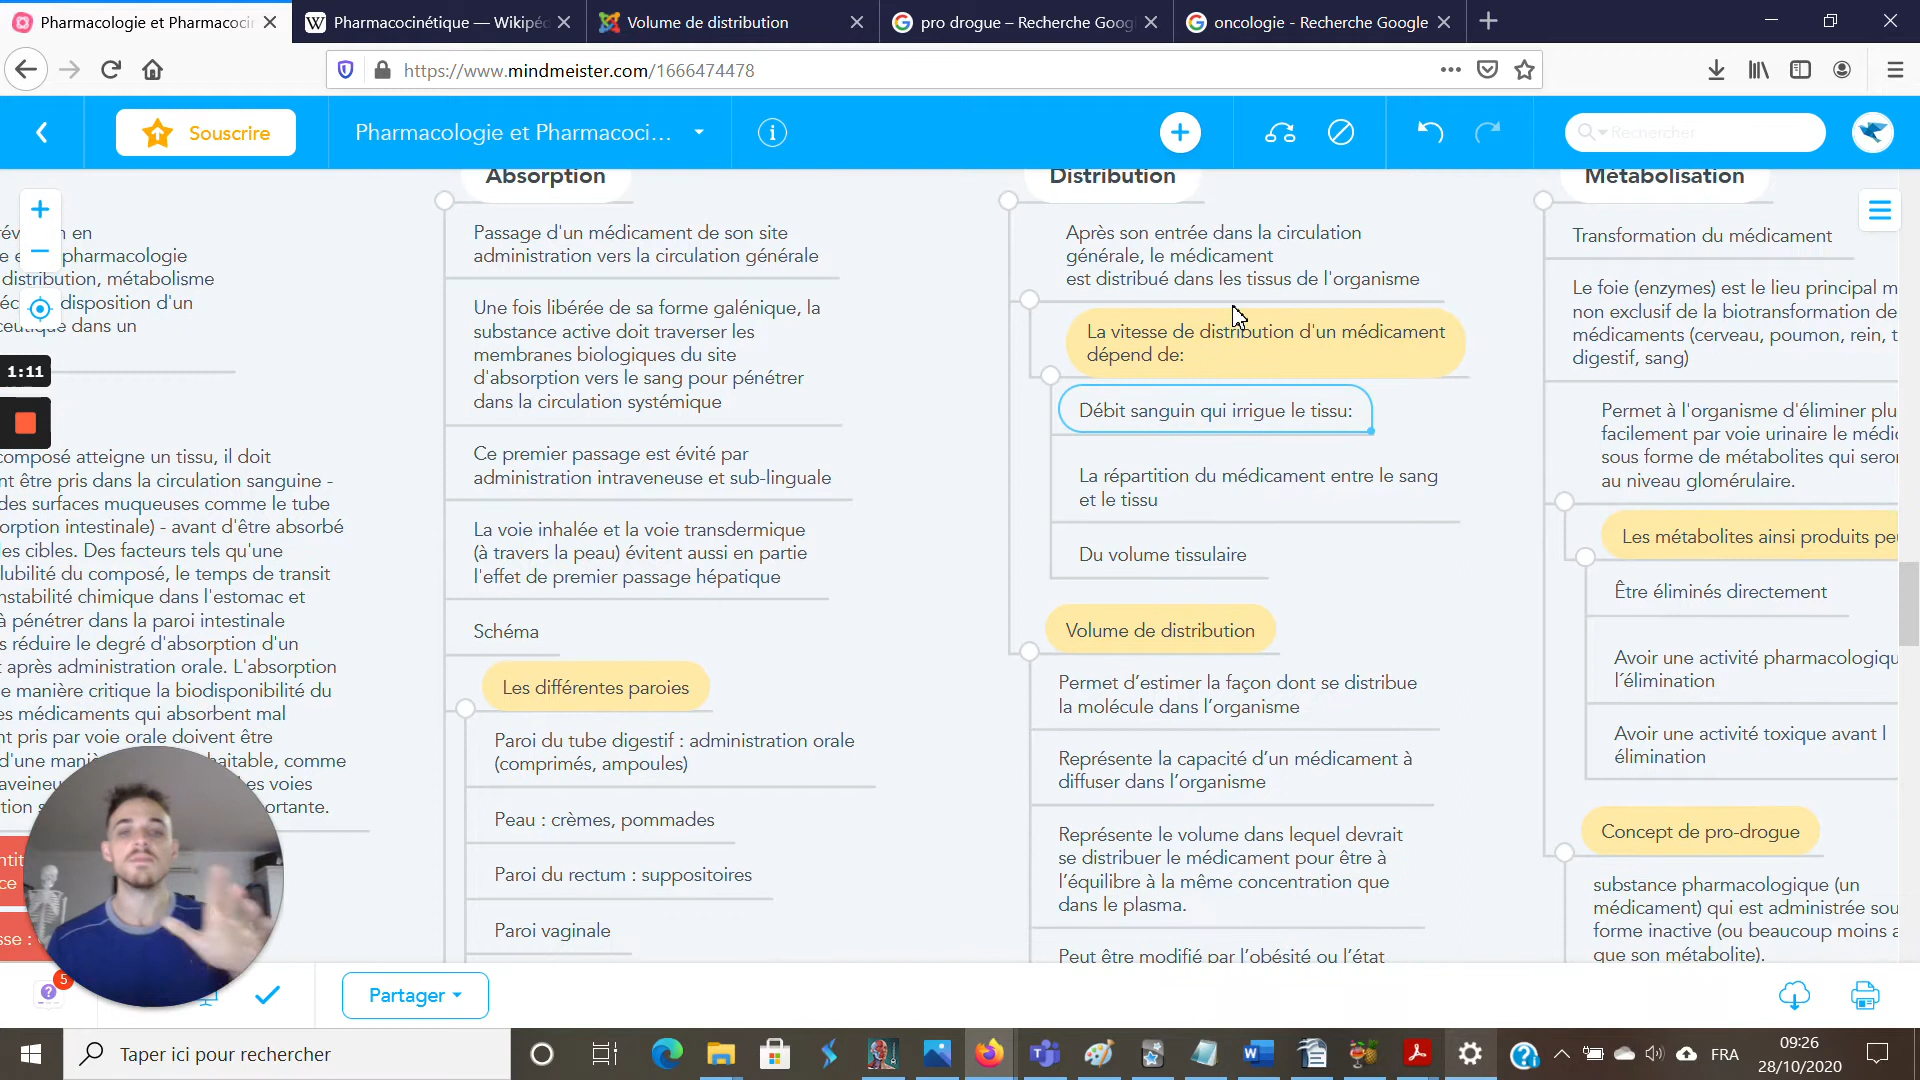 Pharmacologie et Pharmacocin
Pharmacocinétique — Wikipéd
Volume de distribution
pro drogue – Recherche Goog
oncologie - Recherche Google
https://www.mindmeister.com/1666474478
Souscrire
Pharmacologie et Pharmacoci...
Rechercher
Absorption
Passage d'un médicament de son site
administration vers la circulation générale
Une fois libérée de sa forme galénique, la
substance active doit traverser les
membranes biologiques du site
d'absorption vers le sang pour pénétrer
dans la circulation systémique
Ce premier passage est évité par
administration intraveneuse et sub-linguale
La voie inhalée et la voie transdermique
(à travers la peau) évitent aussi en partie
l'effet de premier passage hépatique
Schéma
Les différentes paroies
Paroi du tube digestif : administration orale
(comprimés, ampoules)
Peau : crèmes, pommades
Paroi du rectum : suppositoires
Paroi vaginale
Distribution
Après son entrée dans la circulation
générale, le médicament
est distribué dans les tissus de l'organisme
La vitesse de distribution d'un médicament
dépend de:
Débit sanguin qui irrigue le tissu:
La répartition du médicament entre le sang
et le tissu
Du volume tissulaire
Volume de distribution
Permet d’estimer la façon dont se distribue
la molécule dans l’organisme
Représente la capacité d’un médicament à
diffuser dans l’organisme
Représente le volume dans lequel devrait
se distribuer le médicament pour être à
l’équilibre à la même concentration que
dans le plasma.
Peut être modifié par l’obésité ou l’état
Métabolisation
Transformation du médicament
Le foie (enzymes) est le lieu principal m
non exclusif de la biotransformation de
médicaments (cerveau, poumon, rein, t
digestif, sang)
Permet à l'organisme d'éliminer plu
facilement par voie urinaire le médic
sous forme de métabolites qui seron
au niveau glomérulaire.
Les métabolites ainsi produits peu
Être éliminés directement
Avoir une activité pharmacologiqu
l´élimination
Avoir une activité toxique avant l
élimination
Concept de pro-drogue
substance pharmacologique (un
médicament) qui est administrée sou
forme inactive (ou beaucoup moins a
que son métabolite).
en
pharmacologie
distribution, métabolisme
disposition d'un
dans un
1:11
composé atteigne un tissu, il doit
nt être pris dans la circulation sanguine -
des surfaces muqueuses comme le tube
orption intestinale) - avant d'être absorbé
les cibles. Des facteurs tels qu'une
lubilité du composé, le temps de transit
nstabilité chimique dans l'estomac et
à pénétrer dans la paroi intestinale
s réduire le degré d'absorption d'un
t après administration orale. L'absorption
e manière critique la biodisponibilité du
es médicaments qui absorbent mal
nt pris par voie orale doivent être
d'une haitable, comme
es voies
tion ortante.
5
Partager
Taper ici pour rechercher
FRA
09:26
28/10/2020